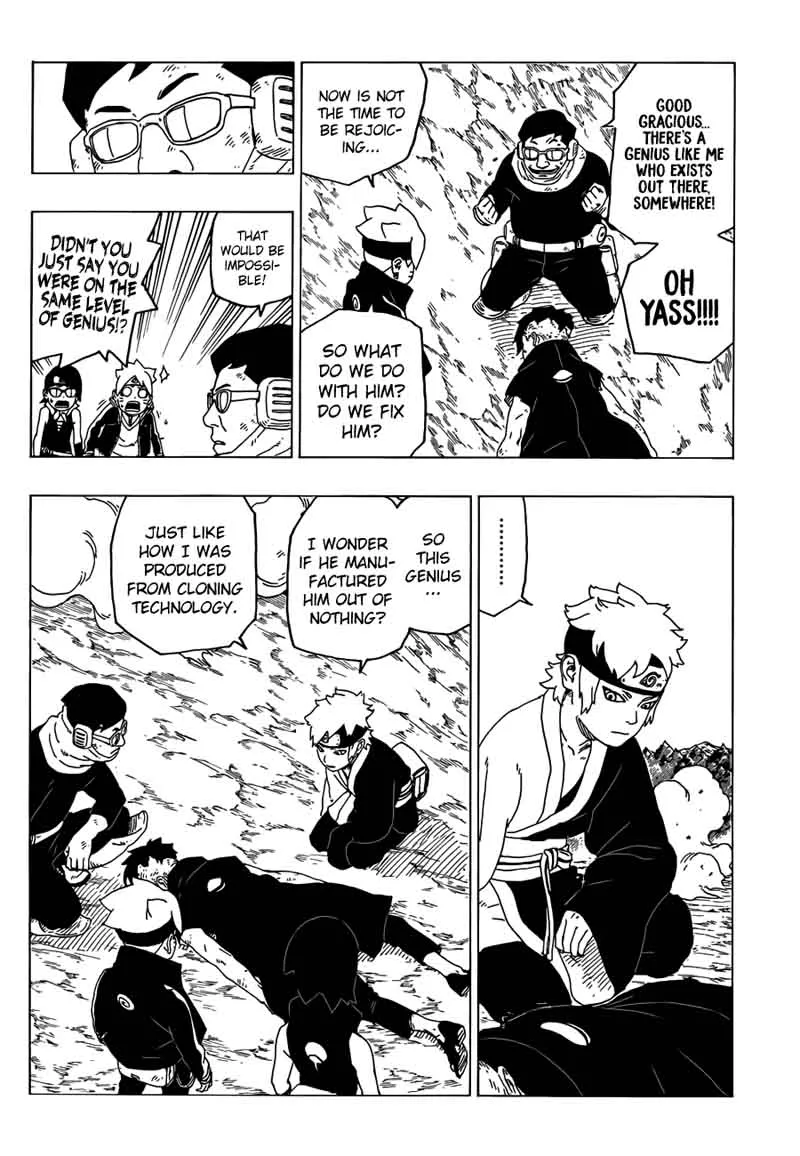 GOOD
GRACIOUS...
THERE'S A
GENIUS LIKE ME
WHO EXISTS
OUT THERE,
SOMEWHERE!
OH
YASS!!!!
NOW IS NOT
THE TIME TO
BE REJOIC-
ING...
SO WHAT
DO WE DO
WITH HIM?
DO WE FIX
HIM?
THAT
WOULD BE
IMPOSSI-
BLE!
DIDN'T YOU
JUST SAY YOU
WERE ON THE
SAME LEVEL
OF GENIUS!?
.........
SO
THIS
GENIUS
...
I WONDER
IF HE MANU-
FACTURED
HIM OUT OF
NOTHING?
JUST LIKE
HOW I WAS
PRODUCED
FROM CLONING
TECHNOLOGY.